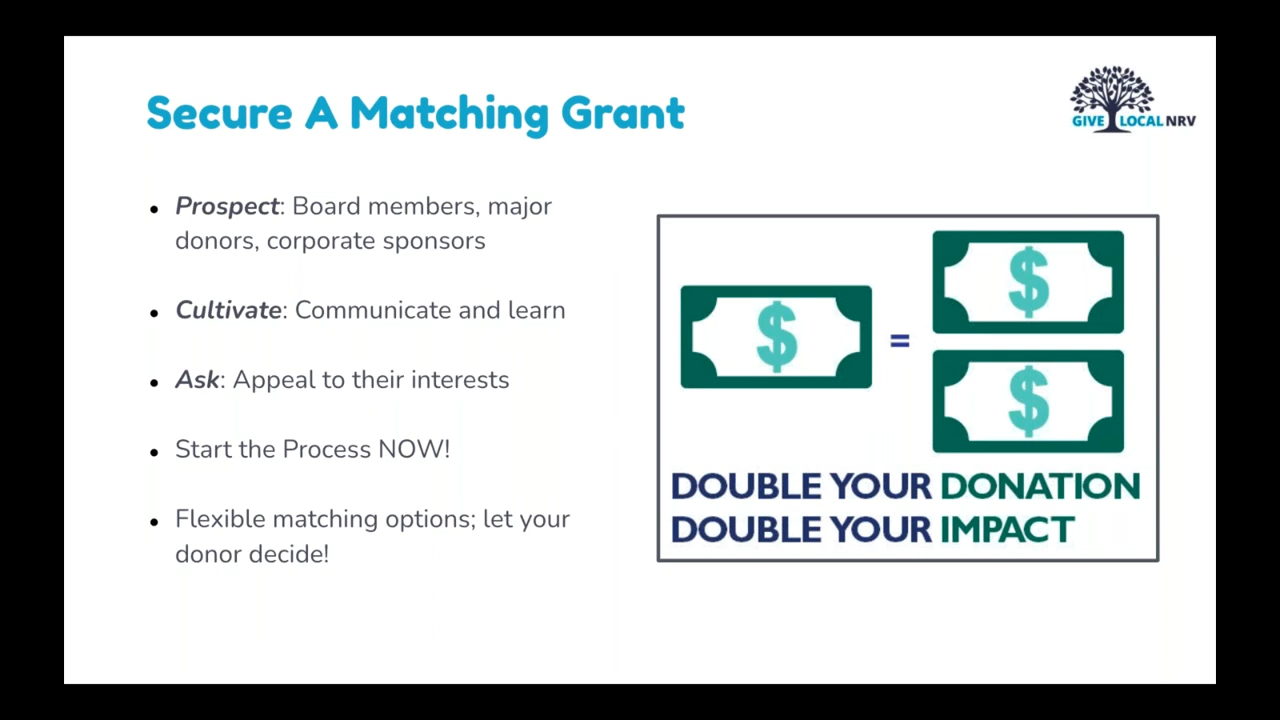 Secure A Matching Grant
GIVE LOCAL NRV
• Prospect: Board members, major
donors, corporate sponsors
• Cultivate: Communicate and learn
• Ask: Appeal to their interests
• Start the Process NOW!
• Flexible matching options; let your
donor decide!
$ = $
$
DOUBLE YOUR DONATION
DOUBLE YOUR IMPACT